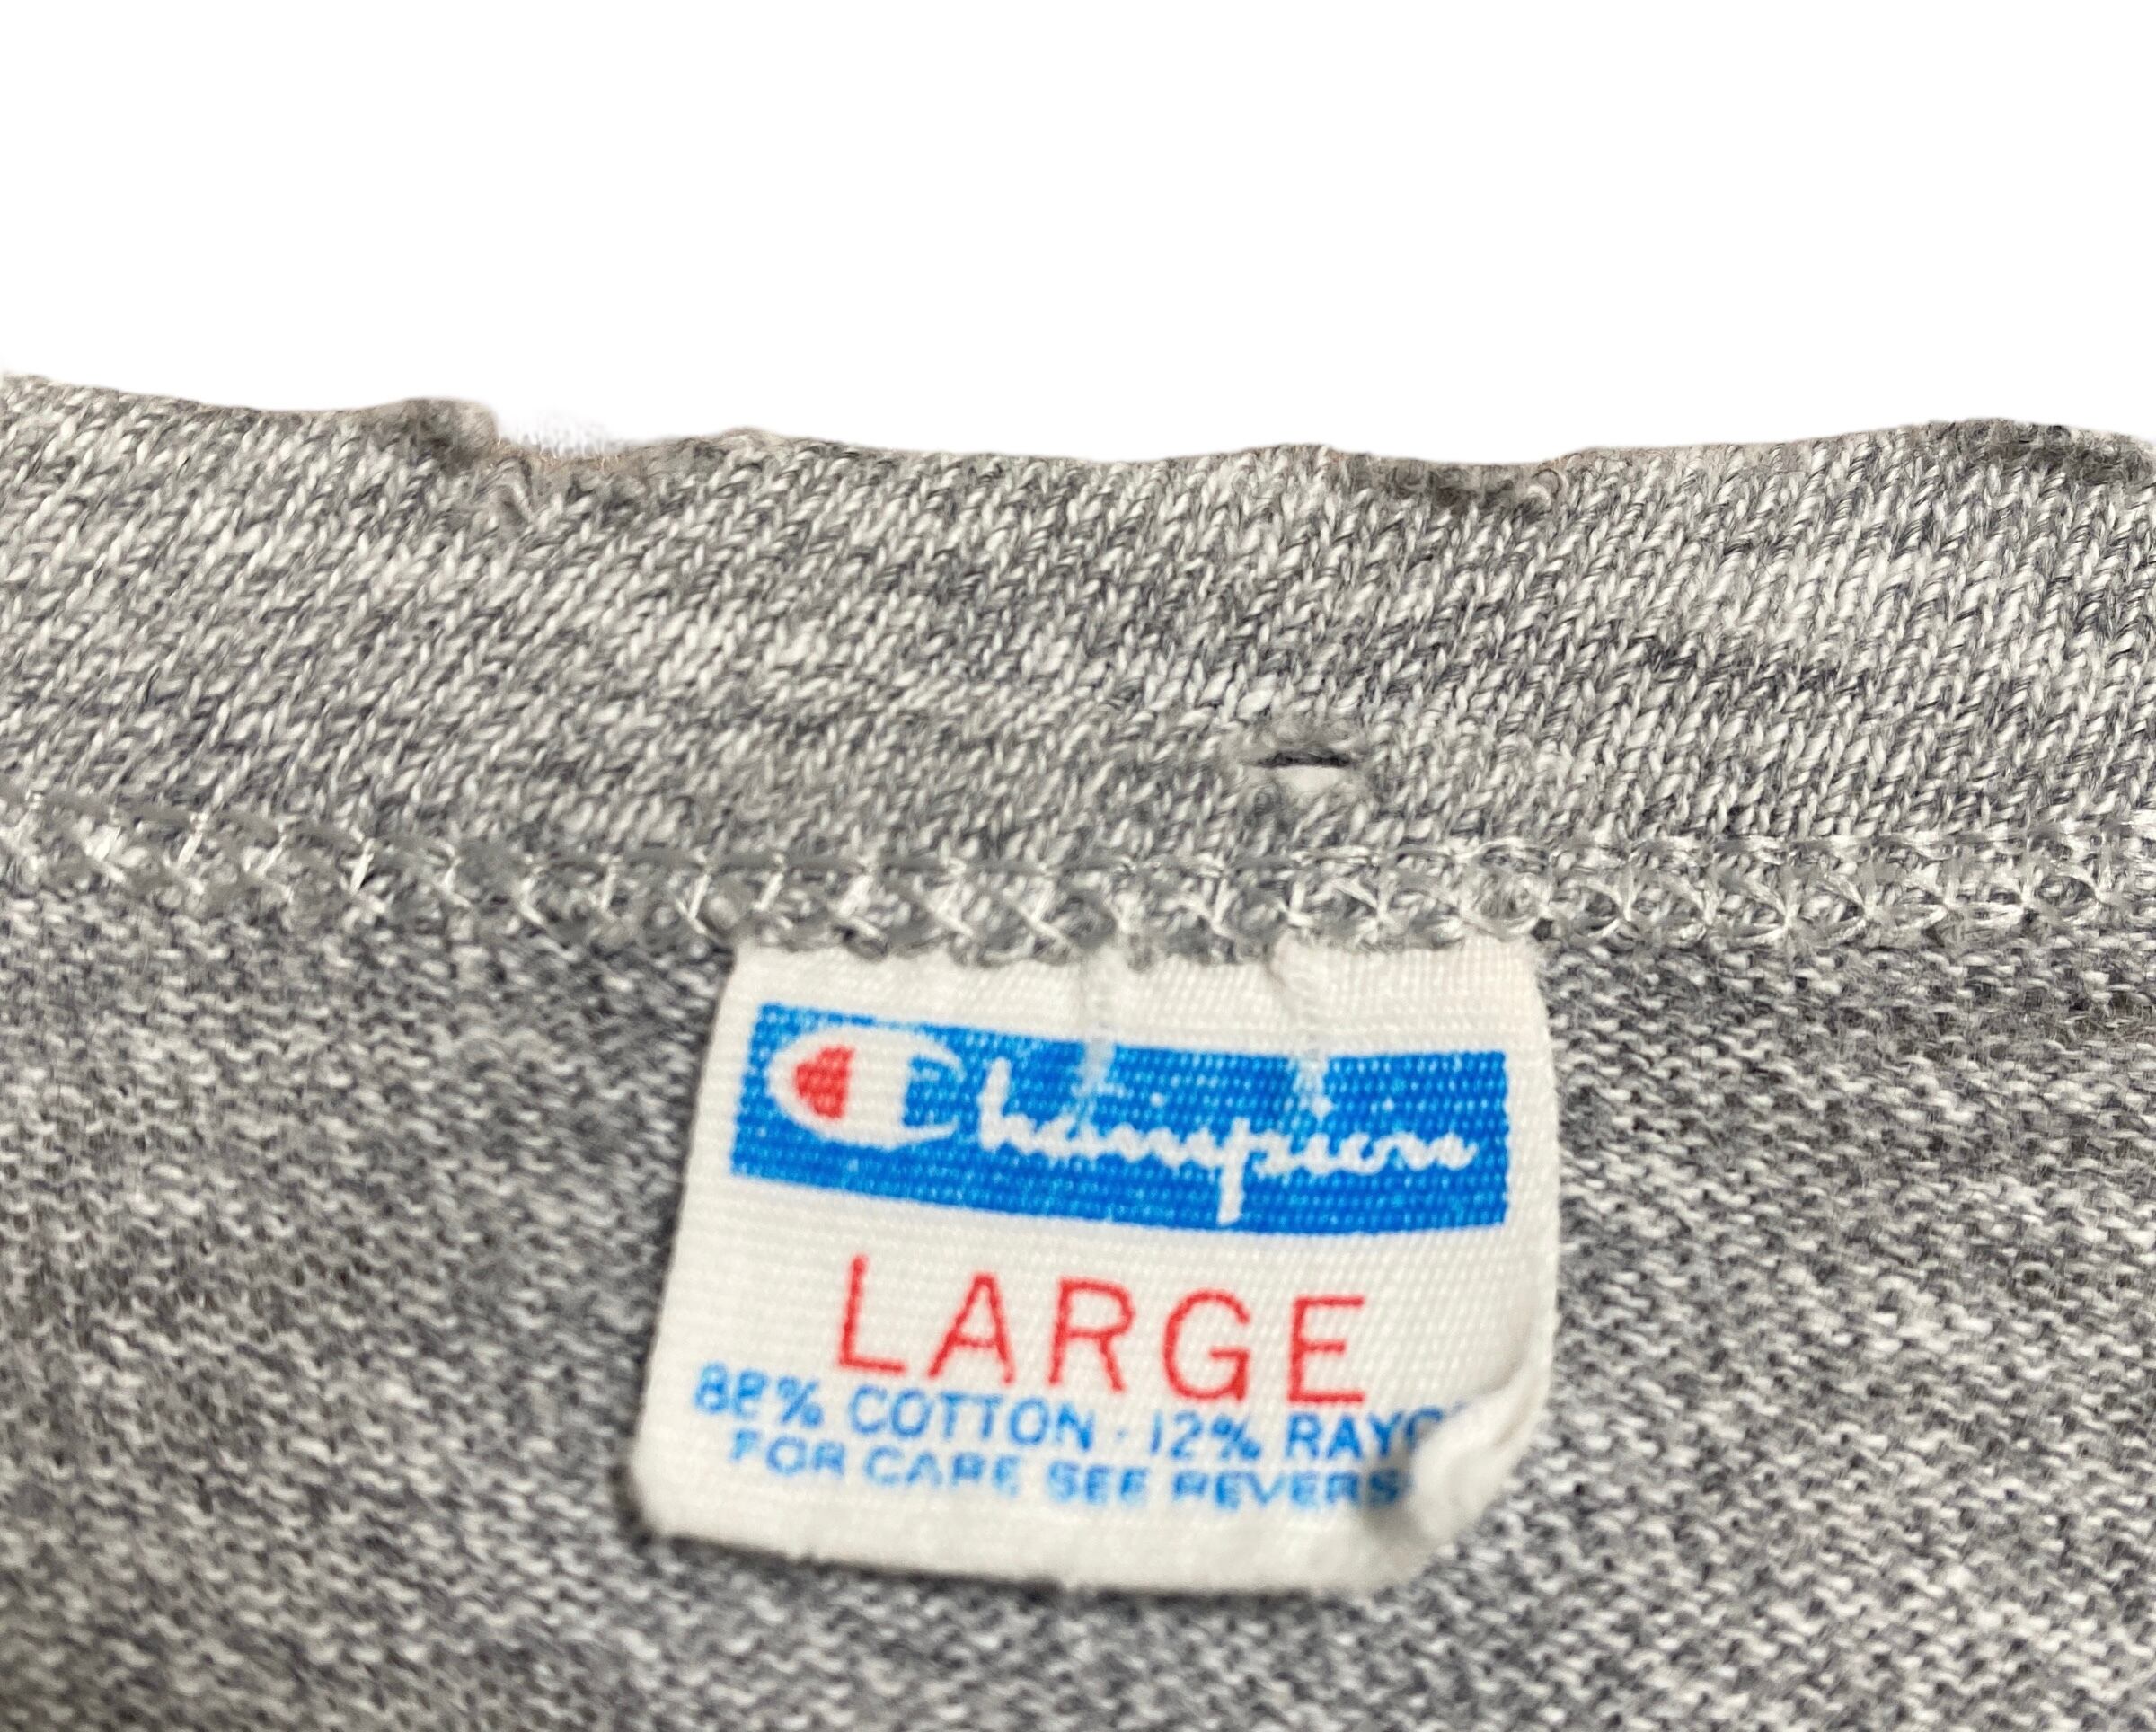 Champion
LARGE
88% COTTON · 12% RAYO
FOR CARE SEE REVERS